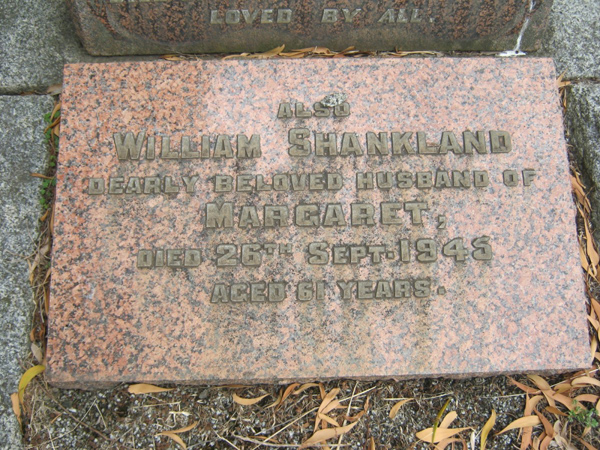 LOVED BY ALL.
ALSO
WILLIAM SHANKLAND
DEARLY BELOVED HUSBAND OF
MARGARET;
DIED 26TH SEPT. 1945
AGED 61 YEARS.